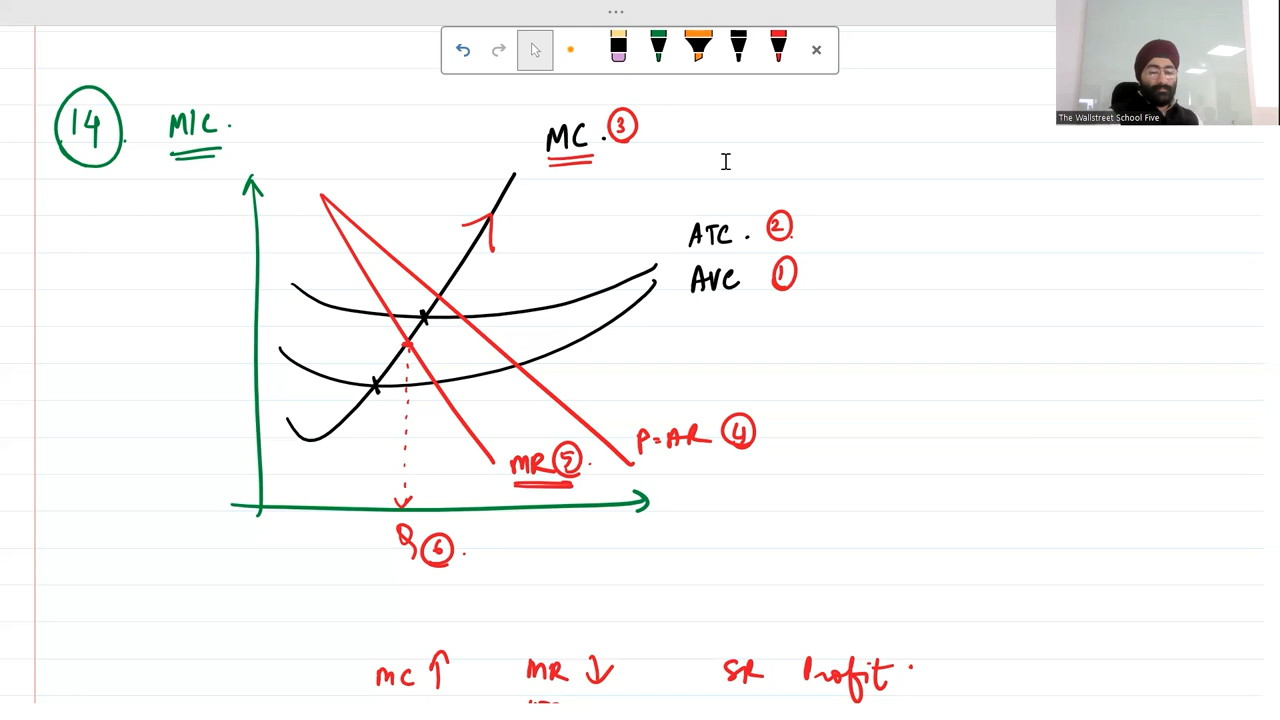 The Wallstreet School Five
14. MIC.
MC. 3
ATC. 2
AVC 1
P=AR 4
MR 5.
Q 6.
MC ↑ MR ↓ SR Profit.